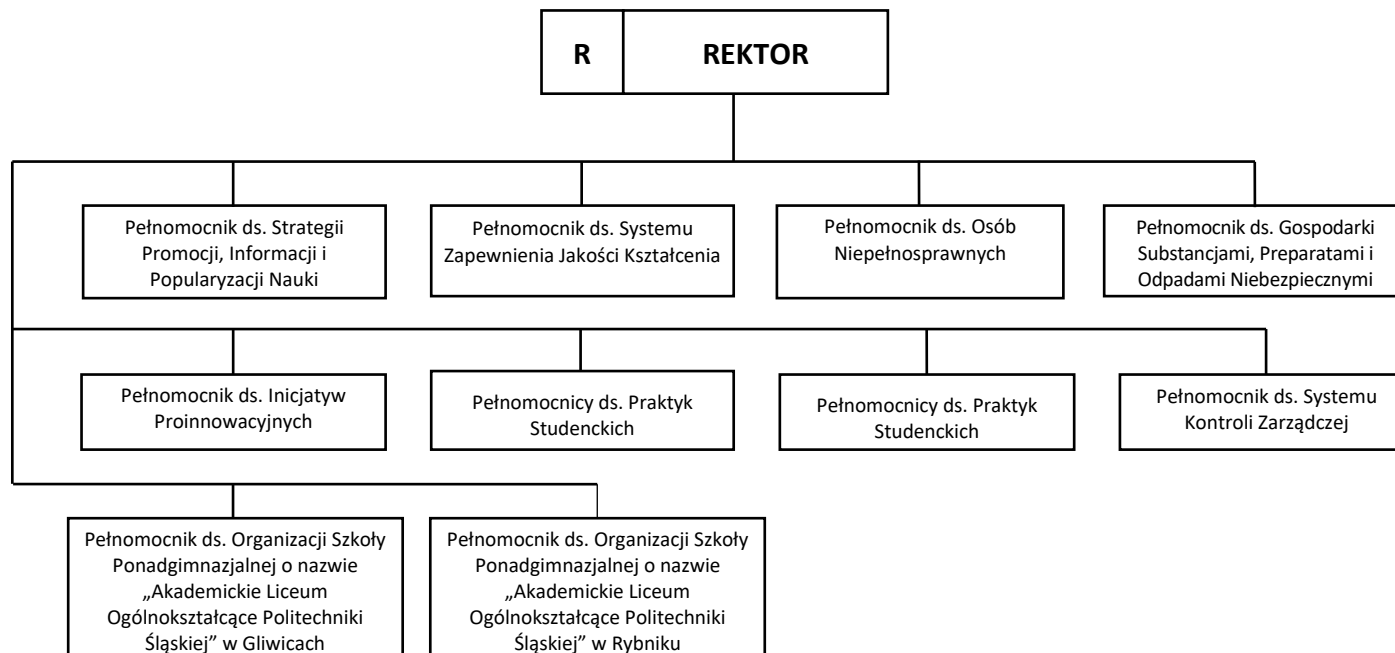 R REKTOR
Pełnomocnik ds. Strategii
Promocji, Informacji i
Popularyzacji Nauki
Pełnomocnik ds. Systemu
Zapewnienia Jakości Kształcenia
Pełnomocnik ds. Osób
Niepełnosprawnych
Pełnomocnik ds. Gospodarki
Substancjami, Preparatami i
Odpadami Niebezpiecznymi
Pełnomocnik ds. Inicjatyw
Proinnowacyjnych
Pełnomocnicy ds. Praktyk
Studenckich
Pełnomocnicy ds. Praktyk
Studenckich
Pełnomocnik ds. Systemu
Kontroli Zarządczej
Pełnomocnik ds. Organizacji Szkoły
Ponadgimnazjalnej o nazwie
„Akademickie Liceum
Ogólnokształcące Politechniki
Śląskiej” w Gliwicach
Pełnomocnik ds. Organizacji Szkoły
Ponadgimnazjalnej o nazwie
„Akademickie Liceum
Ogólnokształcące Politechniki
Śląskiej” w Rybniku